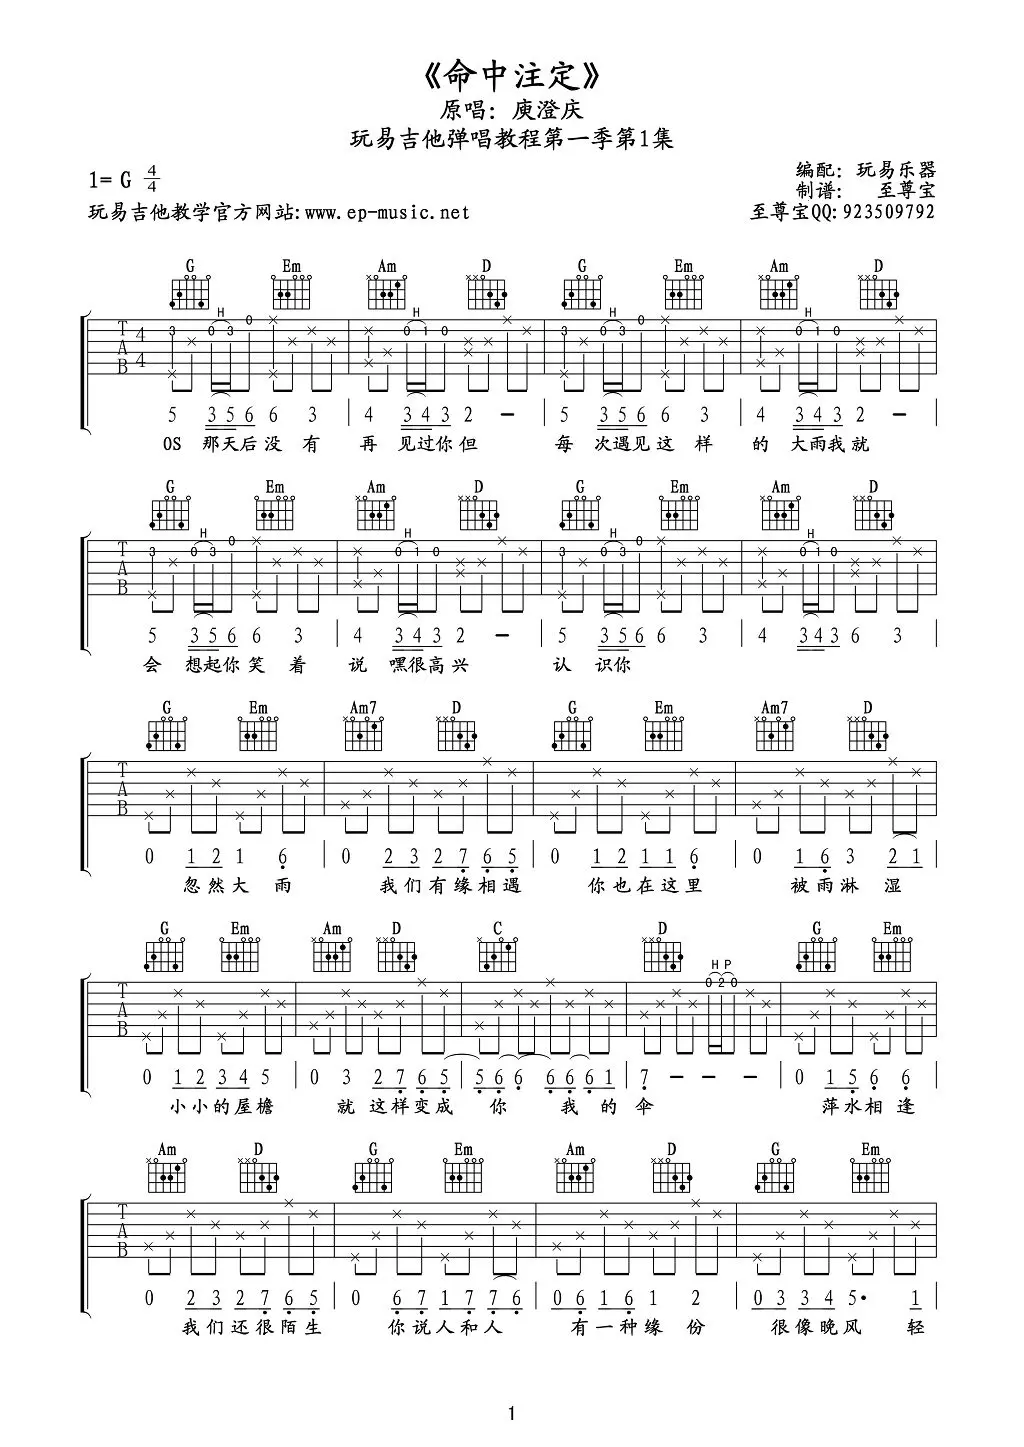 《命中注定》
原唱：庾澄庆
玩易吉他弹唱教程第一季第1集
1= G 4/4
编配：玩易乐器
制谱：至尊宝
玩易吉他教学官方网站:www.ep-music.net
至尊宝QQ:923509792
G Em Am D G Em Am D
H H H H
T A B 4 4 3 0 3 0 0 1 0 3 0 3 0 0 1 0
5 3 5 6 6 3 | 4 3 4 3 2 – | 5 3 5 6 6 3 | 4 3 4 3 2 – |
OS 那天后没有 再 见过你但 每 次遇见这样 的 大雨我就
G Em Am D G Em Am D
H H H H
T A B 3 0 3 0 0 1 0 3 0 3 0 0 1 0
5 3 5 6 6 3 | 4 3 4 3 2 – | 5 3 5 6 6 3 | 4 3 4 3 6 3 |
会 想起你笑着 说 嘿很高兴 认 识你
G Em Am7 D G Em Am7 D
T A B
0 1 2 1 6 | 0 2 3 2 7 6 5 | 0 1 2 1 1 6 | 0 1 6 3 2 1 |
忽然大雨 我们有缘相遇 你也在这里 被雨淋湿
G Em Am D C D G Em
H P
T A B 0 2 0
0 1 2 3 4 5 | 0 3 2 7 6 5 | 5 6 6 6 6 6 1 | 7 – – – | 0 1 5 6 6 |
小小的屋檐 就这样变成 你 我的伞 萍水相逢
Am D G Em Am D G Em
T A B
0 2 3 2 7 6 5 | 0 6 7 1 7 7 6 | 0 6 1 6 1 2 | 0 3 3 4 5· 1 |
我们还很陌生 你说人和人 有一种缘份 很像晚风 轻
1